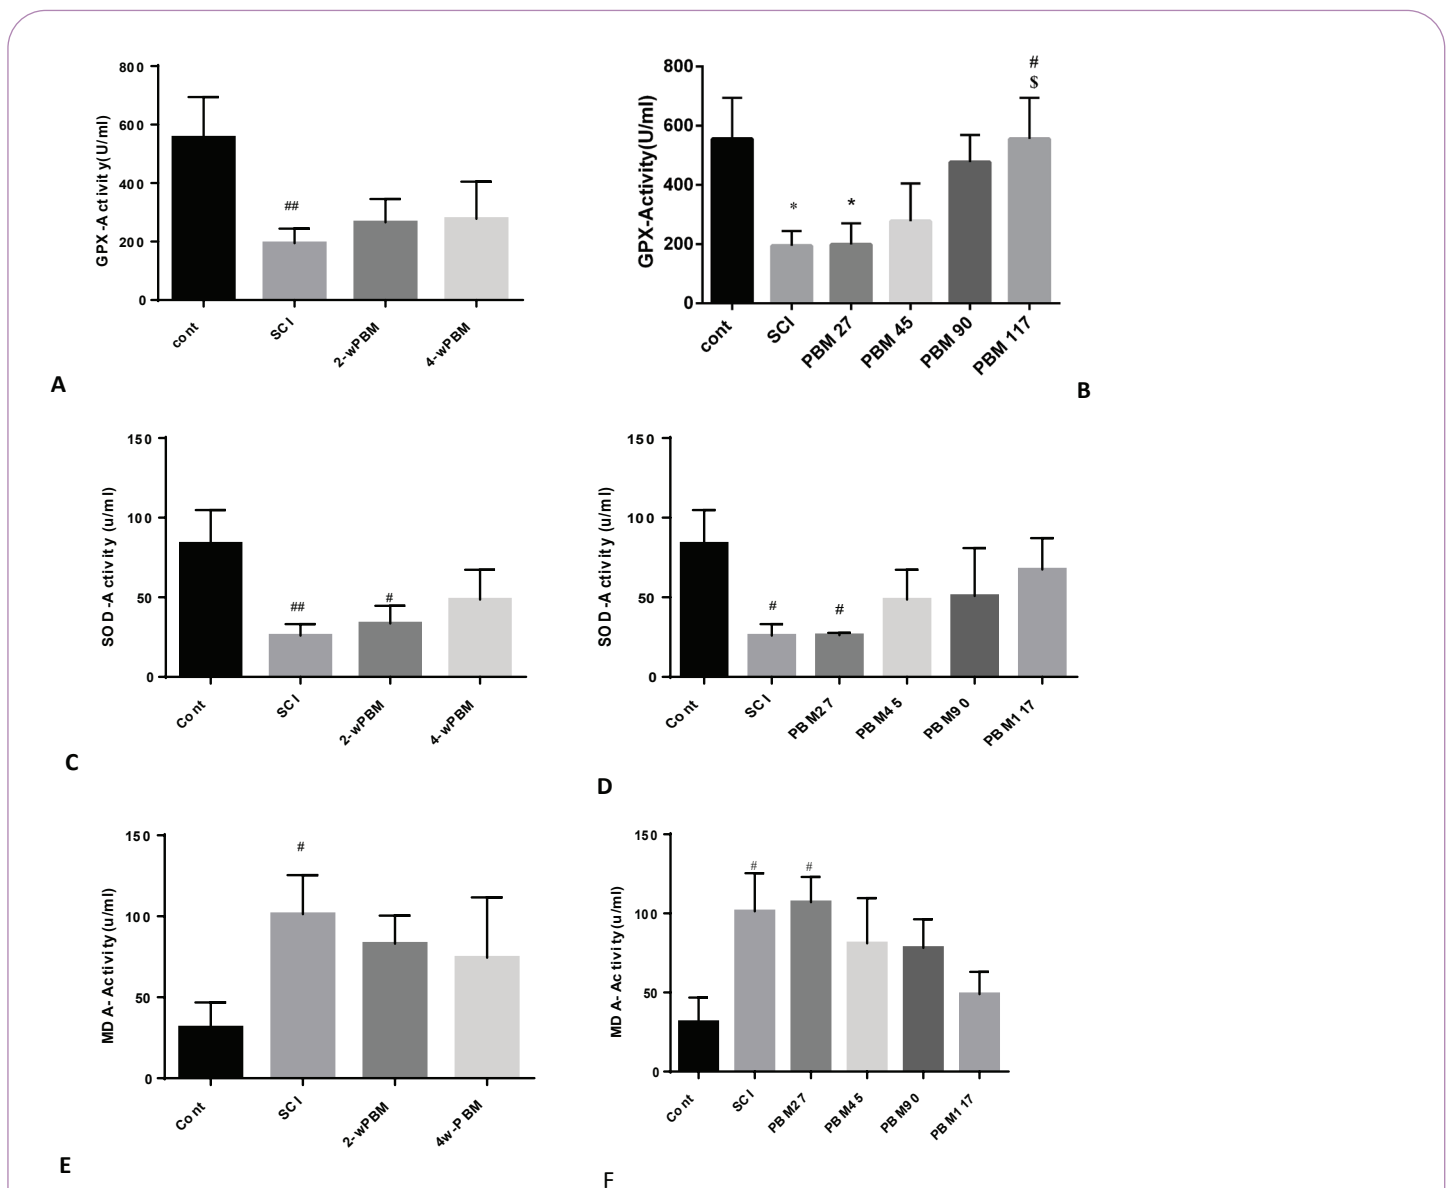 800
600
400
200
0
GPX-Activity(U/ml)
##
cont
SCI
2-wPBM
4-wPBM
A
800
600
400
200
0
GPX-Activity(U/ml)
*
*
#
$
cont
SCI
PBM 27
PBM 45
PBM 90
PBM 117
B
150
100
50
0
SOD-Activity (u/ml)
##
#
Cont
SCI
2-wPBM
4-wPBM
C
150
100
50
0
SOD-Activity (u/ml)
#
#
Cont
SCI
PBM27
PBM45
PBM90
PBM117
D
150
100
50
0
MDA-Activity(u/ml)
#
Cont
SCI
2-wPBM
4w-PBM
E
150
100
50
0
MDA-Activity(u/ml)
#
#
Cont
SCI
PBM27
PBM45
PBM90
PBM117
F